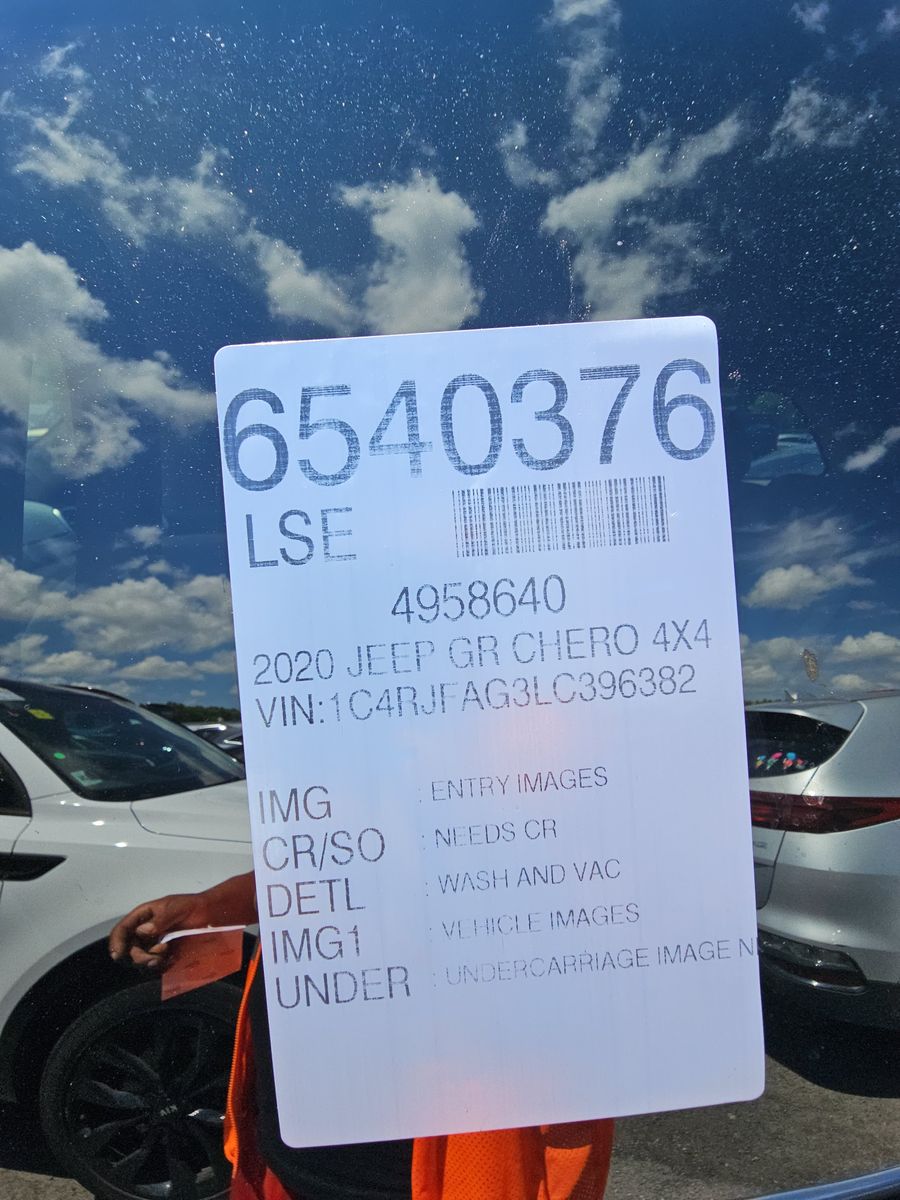 6540376
LSE
4958640
2020 JEEP GR CHERO 4X4
VIN:1C4RJFAG3LC396382
IMG : ENTRY IMAGES
CR/SO : NEEDS CR
DETL : WASH AND VAC
IMG1 : VEHICLE IMAGES
UNDER : UNDERCARRIAGE IMAGE N